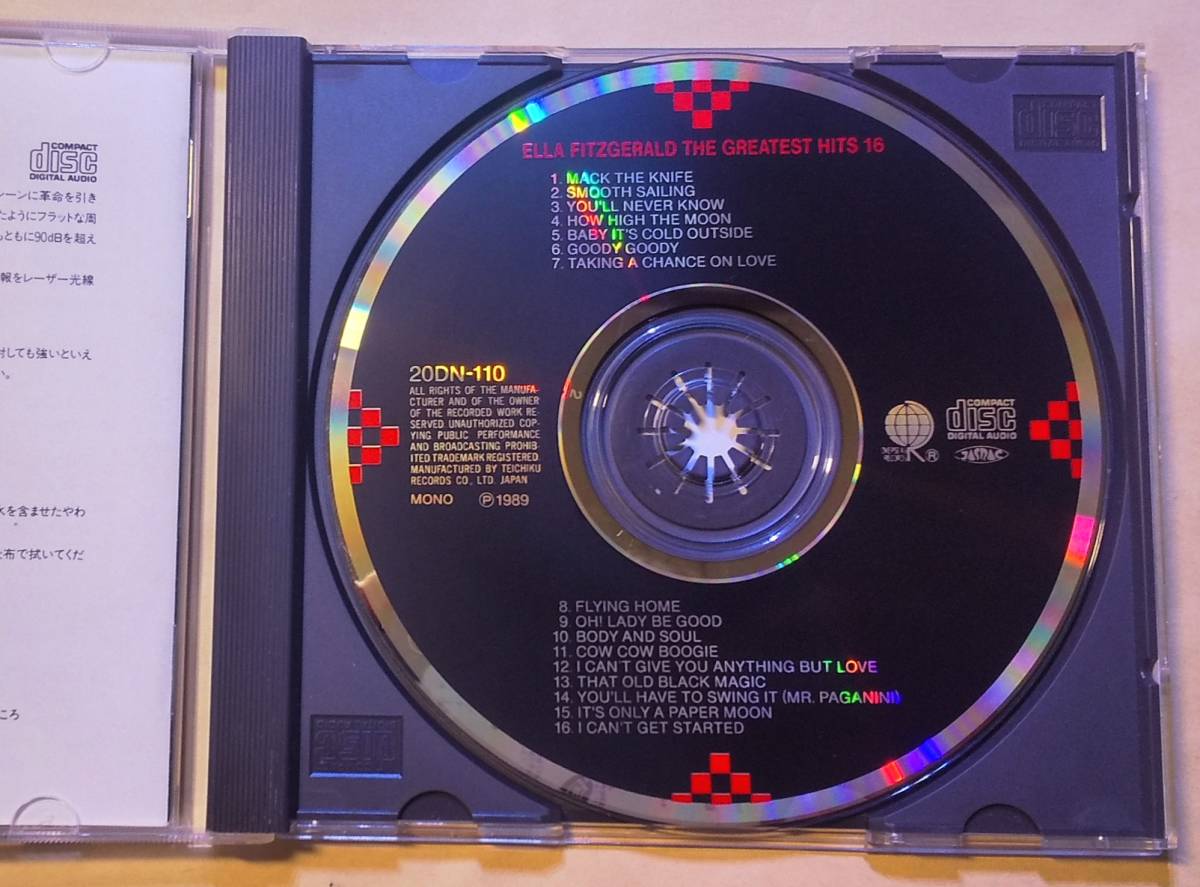 COMPACT
disc
DIGITAL AUDIO
レーンに革命を引き
たようにフラットな周
もともに90dBを超え
報をレーザー光線
対しても強いといえ
い。
水を含ませたやわ
。
布で拭いてくだ
ころ
COMPACT
disc
DIGITAL AUDIO
ELLA FITZGERALD THE GREATEST HITS 16
1. MACK THE KNIFE
2. SMOOTH SAILING
3. YOU'LL NEVER KNOW
4. HOW HIGH THE MOON
5. BABY IT'S COLD OUTSIDE
6. GOODY GOODY
7. TAKING A CHANCE ON LOVE
20DN-110
ALL RIGHTS OF THE MANUFA-
CTURER AND OF THE OWNER
OF THE RECORDED WORK RE-
SERVED UNAUTHORIZED COP-
YING PUBLIC PERFORMANCE
AND BROADCASTING PROHIB-
ITED TRADEMARK REGISTERED.
MANUFACTURED BY TEICHIKU
RECORDS CO., LTD. JAPAN
MONO ℗1989
OVERSEAS
RECORDS
K ®
COMPACT
disc
DIGITAL AUDIO
JASRAC
8. FLYING HOME
9. OH! LADY BE GOOD
10. BODY AND SOUL
11. COW COW BOOGIE
12. I CAN'T GIVE YOU ANYTHING BUT LOVE
13. THAT OLD BLACK MAGIC
14. YOU'LL HAVE TO SWING IT (MR. PAGANINI)
15. IT'S ONLY A PAPER MOON
16. I CAN'T GET STARTED